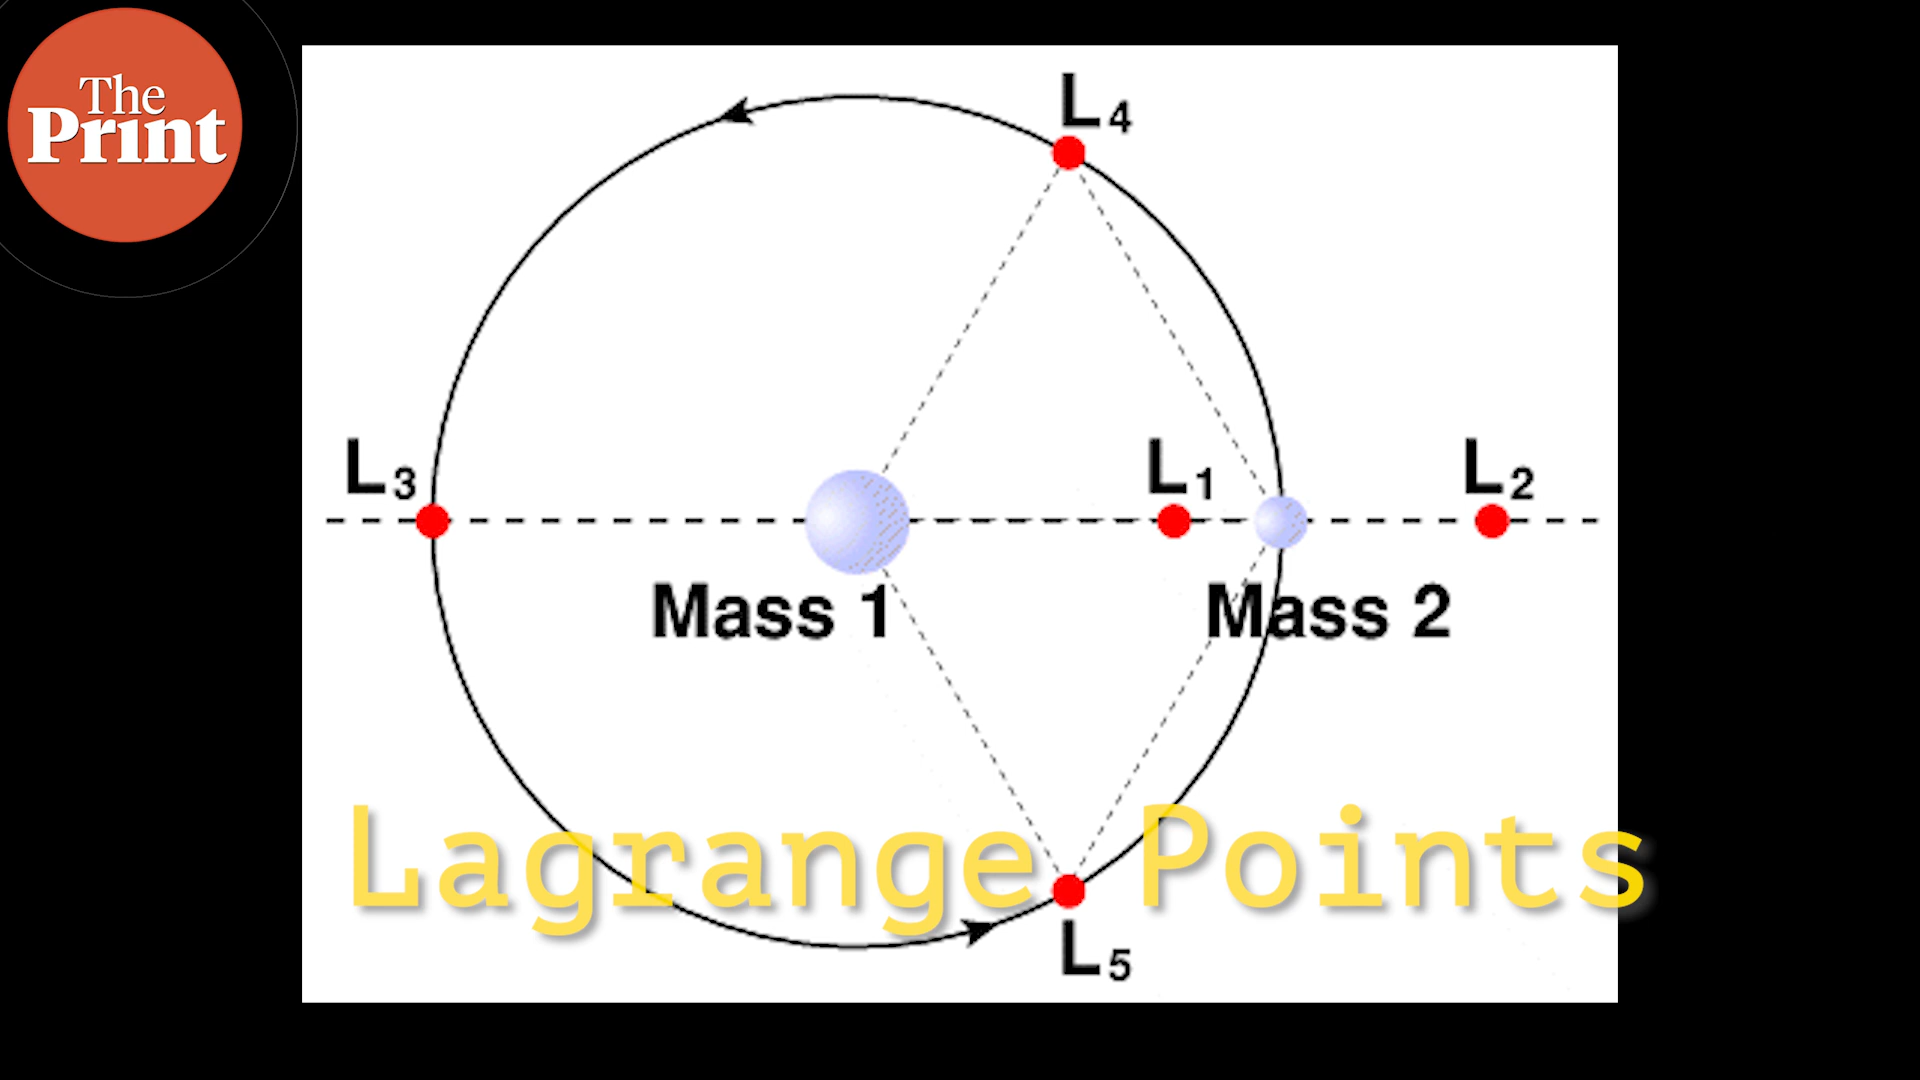 The
Print
L4
L3
L1
L2
Mass 1
Mass 2
Lagrange Points
L5